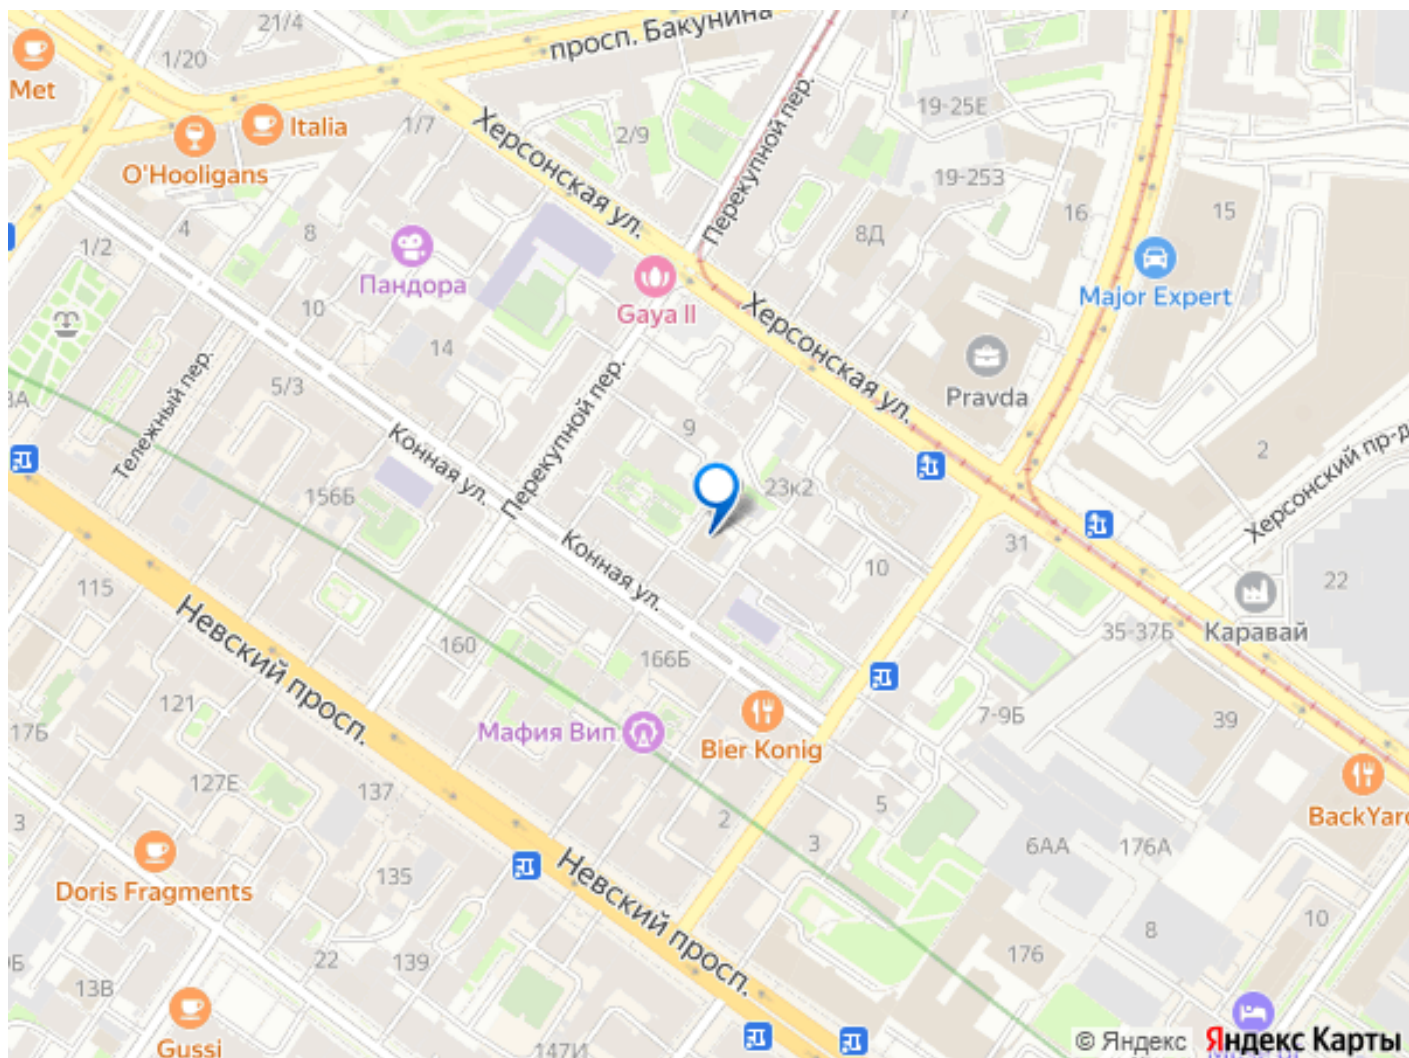 21/4
17
просп. Бакунина
Met
1/20
19-25Е
Italia
1/7
2/9
Херсонская ул.
Перекупной пер.
O'Hooligans
19-253
4
8
16
15
8Д
1/2
Пандора
Gaya II
Major Expert
10
14
Херсонская ул.
Pravda
Тележный пер.
5/3
Перекупной пер.
3А
9
2
Херсонский пр-д
Конная ул.
156Б
23к2
31
10
22
115
Конная ул.
Каравай
35-37Б
Невский просп.
160
166Б
121
7-9Б
39
17Б
Мафия Вип
Bier Konig
127Е
137
5
3
2
3
BackYard
6АА
176А
135
Doris Fragments
Невский просп.
10
8
22
139
176
13В
Gussi
147И
© Яндекс
Яндекс Карты